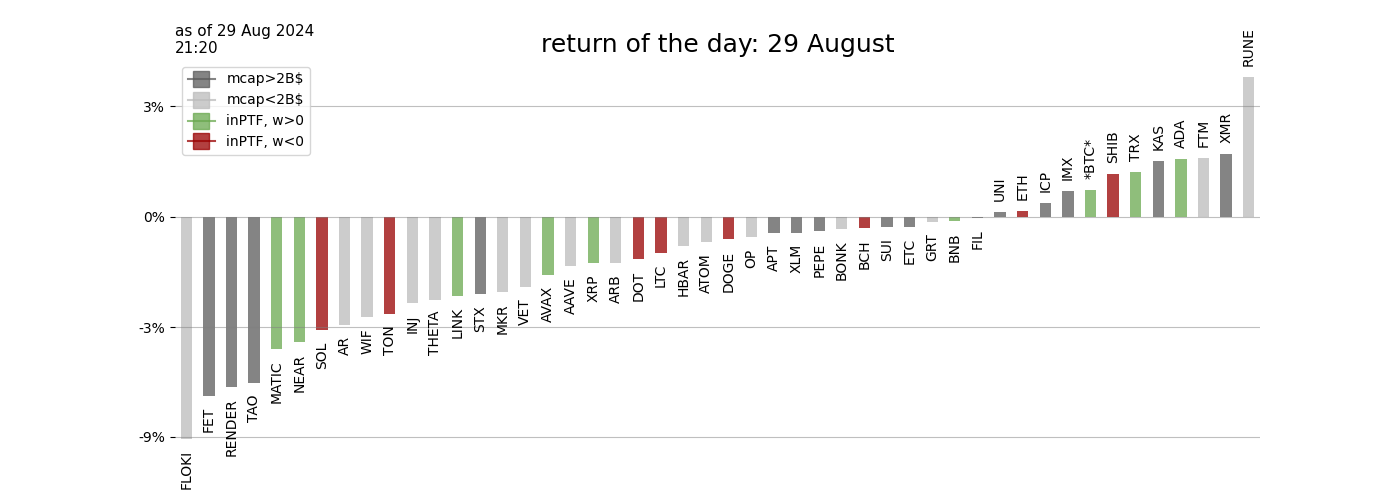 as of 29 Aug 2024
21:20
return of the day: 29 August
mcap>2B$
mcap<2B$
inPTF, w>0
inPTF, w<0
3%
0%
-3%
-9%
FLOKI
FET
RENDER
TAO
MATIC
NEAR
SOL
AR
WIF
TON
INJ
THETA
LINK
STX
MKR
VET
AVAX
AAVE
XRP
ARB
DOT
LTC
HBAR
ATOM
DOGE
OP
APT
XLM
PEPE
BONK
BCH
SUI
ETC
GRT
BNB
FIL
UNI
ETH
ICP
IMX
*BTC*
SHIB
TRX
KAS
ADA
FTM
XMR
RUNE